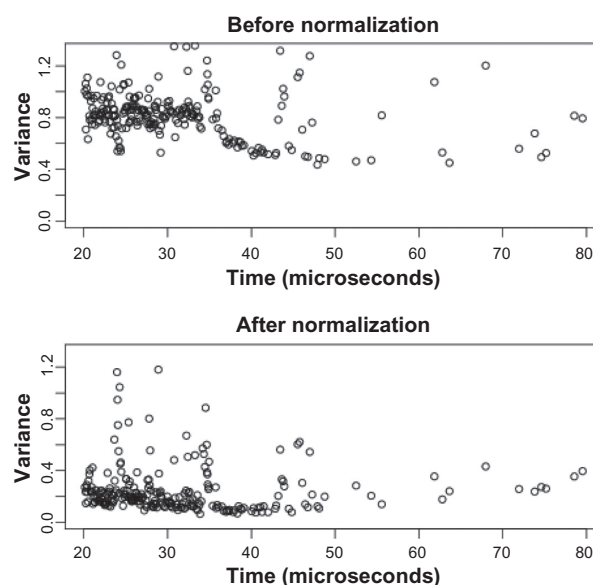 Before normalization
Variance
0.0 0.4 0.8 1.2
20 30 40 50 60 70 80
Time (microseconds)
After normalization
Variance
0.0 0.4 0.8 1.2
20 30 40 50 60 70 80
Time (microseconds)